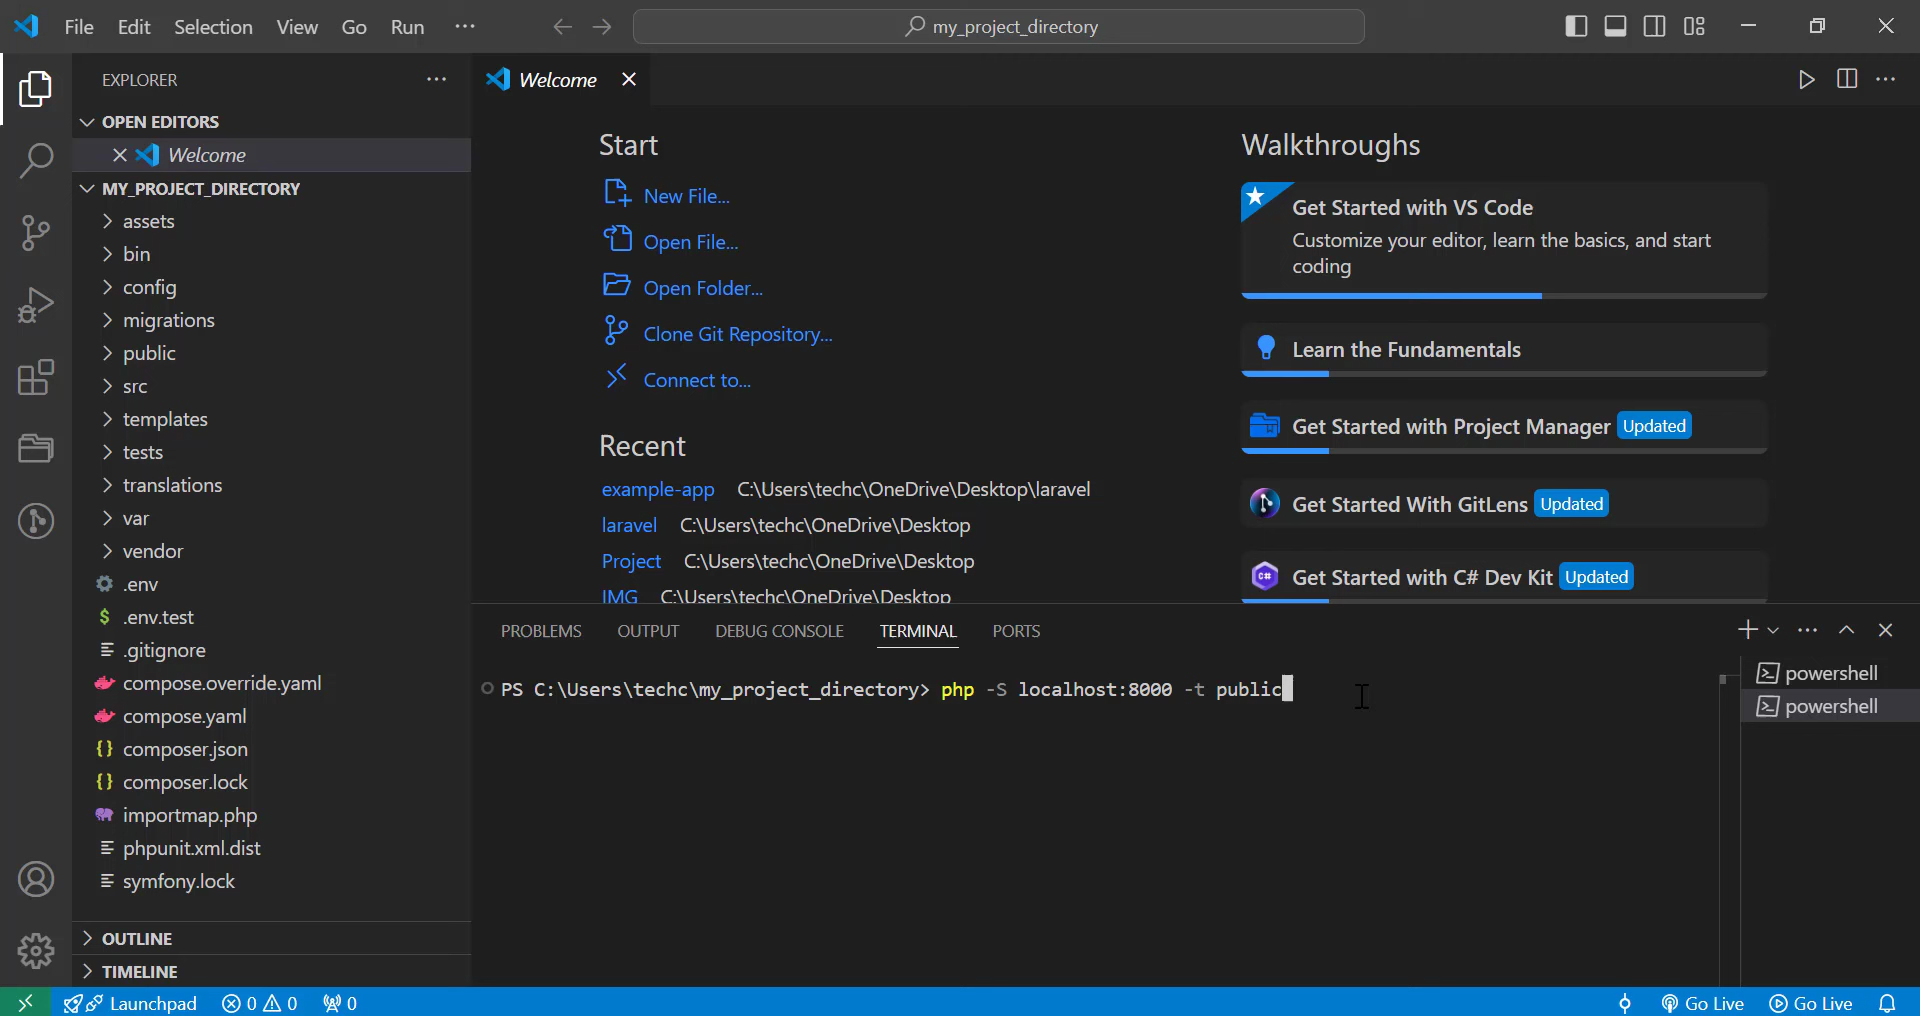 File Edit Selection View Go Run ··· my_project_directory
EXPLORER ···
OPEN EDITORS
Welcome
MY_PROJECT_DIRECTORY
assets
bin
config
migrations
public
src
templates
tests
translations
var
vendor
.env
.env.test
.gitignore
compose.override.yaml
compose.yaml
composer.json
composer.lock
importmap.php
phpunit.xml.dist
symfony.lock
OUTLINE
TIMELINE
Welcome
Start
New File...
Open File...
Open Folder...
Clone Git Repository...
Connect to...
Recent
example-app C:\Users\techc\OneDrive\Desktop\laravel
laravel C:\Users\techc\OneDrive\Desktop
Project C:\Users\techc\OneDrive\Desktop
IMG C:\Users\techc\OneDrive\Desktop
Walkthroughs
Get Started with VS Code
Customize your editor, learn the basics, and start
coding
Learn the Fundamentals
Get Started with Project Manager Updated
Get Started With GitLens Updated
C# Get Started with C# Dev Kit Updated
PROBLEMS OUTPUT DEBUG CONSOLE TERMINAL PORTS
PS C:\Users\techc\my_project_directory> php -S localhost:8000 -t public
powershell
powershell
Launchpad 0 0 0 Go Live Go Live